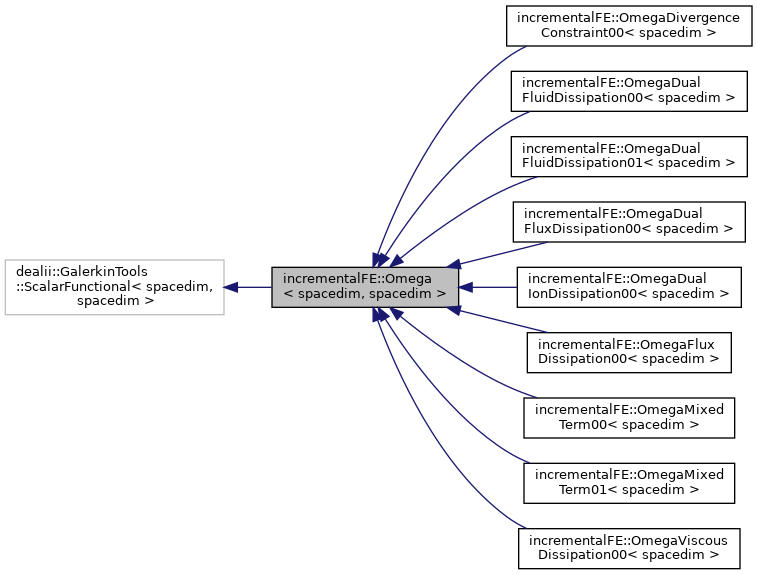 dealii::GalerkinTools
::ScalarFunctional< spacedim,
spacedim >
incrementalFE::Omega
< spacedim, spacedim >
incrementalFE::OmegaDivergence
Constraint00< spacedim >
incrementalFE::OmegaDual
FluidDissipation00< spacedim >
incrementalFE::OmegaDual
FluidDissipation01< spacedim >
incrementalFE::OmegaDual
FluxDissipation00< spacedim >
incrementalFE::OmegaDual
IonDissipation00< spacedim >
incrementalFE::OmegaFlux
Dissipation00< spacedim >
incrementalFE::OmegaMixed
Term00< spacedim >
incrementalFE::OmegaMixed
Term01< spacedim >
incrementalFE::OmegaViscous
Dissipation00< spacedim >